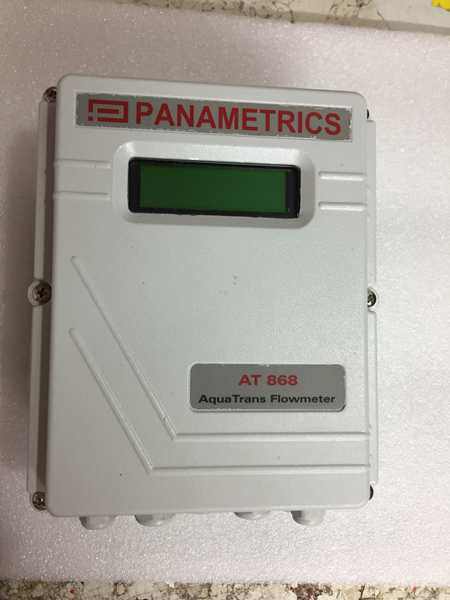 PANAMETRICS
AT 868
AquaTrans Flowmeter